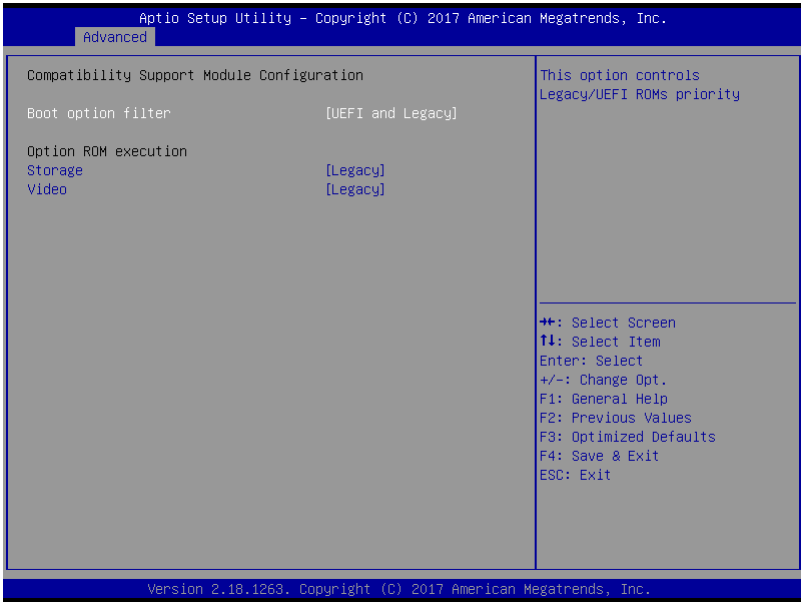 Aptio Setup Utility – Copyright (C) 2017 American Megatrends, Inc.
Advanced
Compatibility Support Module Configuration
Boot option filter [UEFI and Legacy]
Option ROM execution
Storage [Legacy]
Video [Legacy]
This option controls
Legacy/UEFI ROMs priority
→←: Select Screen
↑↓: Select Item
Enter: Select
+/-: Change Opt.
F1: General Help
F2: Previous Values
F3: Optimized Defaults
F4: Save & Exit
ESC: Exit
Version 2.18.1263. Copyright (C) 2017 American Megatrends, Inc.